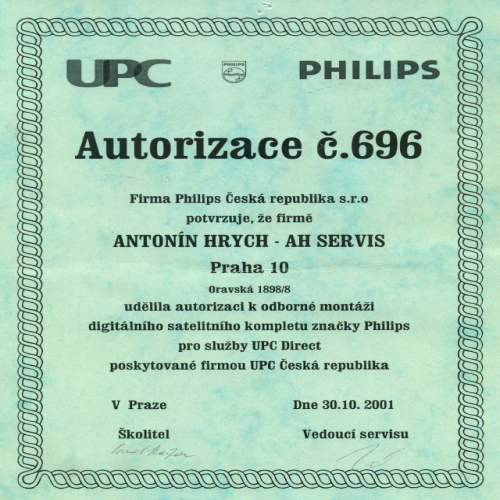 UPC PHILIPS
Autorizace č.696
Firma Philips Česká republika s.r.o
potvrzuje, že firmě
ANTONÍN HRYCH - AH SERVIS
Praha 10
Oravská 1898/8
udělila autorizaci k odborné montáži
digitálního satelitního kompletu značky Philips
pro služby UPC Direct
poskytované firmou UPC Česká republika
V Praze Dne 30.10. 2001
Školitel Vedoucí servisu